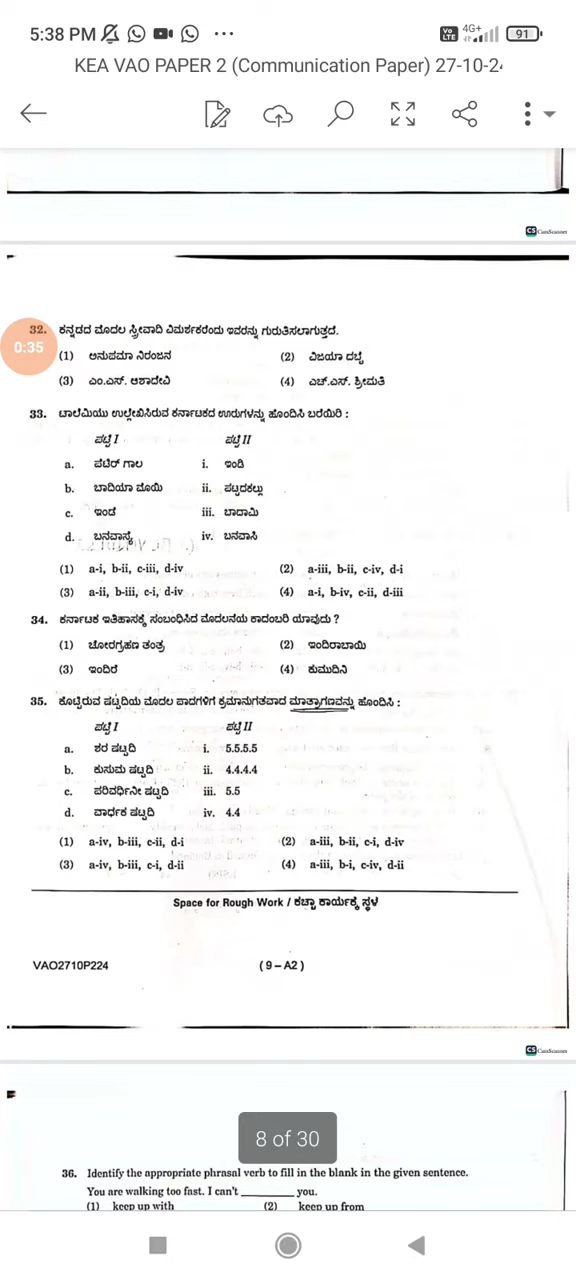 5:38 PM
Vo LTE 4G+ 91
KEA VAO PAPER 2 (Communication Paper) 27-10-2
CS CamScanner
32. ಕನ್ನಡದ ಮೊದಲ ಸ್ತ್ರೀವಾದಿ ವಿಮರ್ಶಕರೆಂದು ಇವರನ್ನು ಗುರುತಿಸಲಾಗುತ್ತದೆ.
0:35
(1) ಅನುಪಮಾ ನಿರಂಜನ (2) ವಿಜಯಾ ದಬ್ಬೆ
(3) ಎಂ.ಎಸ್. ಆಶಾದೇವಿ (4) ಎಚ್.ಎಸ್. ಶ್ರೀಮತಿ
33. ಟಾಲೆಮಿಯು ಉಲ್ಲೇಖಿಸಿರುವ ಕರ್ನಾಟಕದ ಊರುಗಳನ್ನು ಹೊಂದಿಸಿ ಬರೆಯಿರಿ :
ಪಟ್ಟಿ I ಪಟ್ಟಿ II
a. ಪೆಟರ್ ಗಾಲ i. ಇಂಡಿ
b. ಬಾದಿಯಾ ಮೊಯಿ ii. ಪಟ್ಟದಕಲ್ಲು
c. ಇಂಡೆ iii. ಬಾದಾಮಿ
d. ಬನವಾಸ್ಯೆ iv. ಬನವಾಸಿ
(1) a-i, b-ii, c-iii, d-iv (2) a-iii, b-ii, c-iv, d-i
(3) a-ii, b-iii, c-i, d-iv (4) a-i, b-iv, c-ii, d-iii
34. ಕರ್ನಾಟಕ ಇತಿಹಾಸಕ್ಕೆ ಸಂಬಂಧಿಸಿದ ಮೊದಲನೆಯ ಕಾದಂಬರಿ ಯಾವುದು ?
(1) ಚೋರಗ್ರಹಣ ತಂತ್ರ (2) ಇಂದಿರಾಬಾಯಿ
(3) ಇಂದಿರೆ (4) ಕುಮುದಿನಿ
35. ಕೊಟ್ಟಿರುವ ಷಟ್ಪದಿಯ ಮೊದಲ ಪಾದಗಳಿಗೆ ಕ್ರಮಾನುಗತವಾದ ಮಾತ್ರಾಗಣವನ್ನು ಹೊಂದಿಸಿ :
ಪಟ್ಟಿ I ಪಟ್ಟಿ II
a. ಶರ ಷಟ್ಪದಿ i. 5.5.5.5
b. ಕುಸುಮ ಷಟ್ಪದಿ ii. 4.4.4.4
c. ಪರಿವರ್ಧಿನೀ ಷಟ್ಪದಿ iii. 5.5
d. ವಾರ್ಧಕ ಷಟ್ಪದಿ iv. 4.4
(1) a-iv, b-iii, c-ii, d-i (2) a-iii, b-ii, c-i, d-iv
(3) a-iv, b-iii, c-i, d-ii (4) a-iii, b-i, c-iv, d-ii
Space for Rough Work / ಕಚ್ಚಾ ಕಾರ್ಯಕ್ಕೆ ಸ್ಥಳ
VAO2710P224 ( 9 – A2 )
CS CamScanner
8 of 30
36. Identify the appropriate phrasal verb to fill in the blank in the given sentence.
You are walking too fast. I can't ________ you.
(1) keep up with (2) keep up from